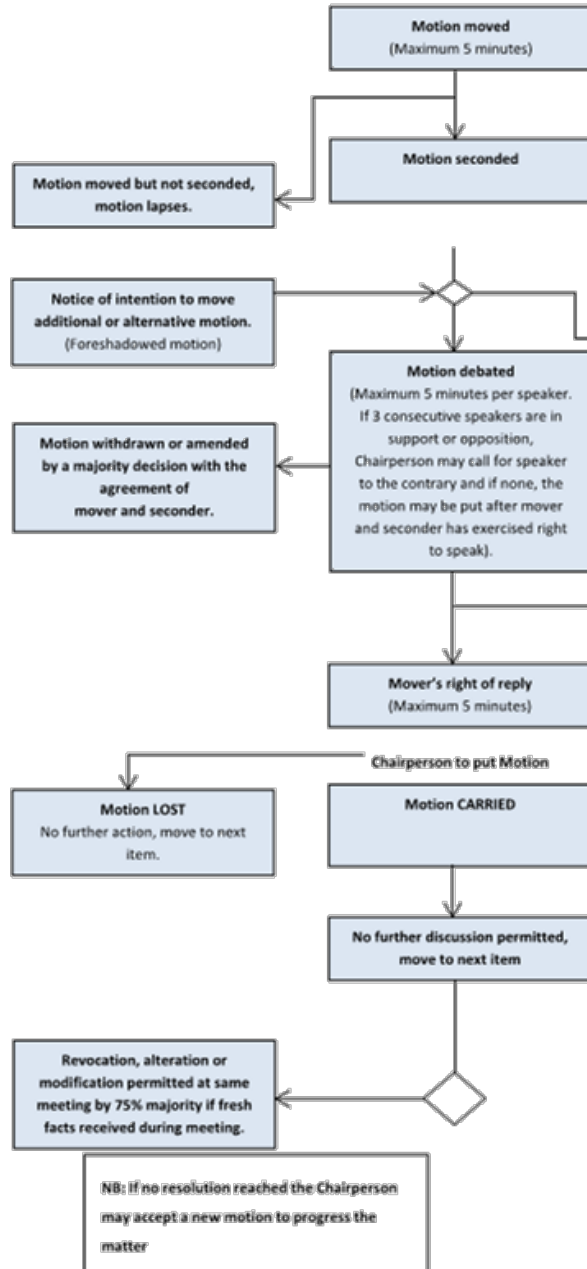 Motion moved
(Maximum 5 minutes)
Motion seconded
Motion moved but not seconded,
motion lapses.
Notice of intention to move
additional or alternative motion.
(Foreshadowed motion)
Motion debated
(Maximum 5 minutes per speaker.
If 3 consecutive speakers are in
support or opposition,
Chairperson may call for speaker
to the contrary and if none, the
motion may be put after mover
and seconder has exercised right
to speak).
Motion withdrawn or amended
by a majority decision with the
agreement of
mover and seconder.
Mover's right of reply
(Maximum 5 minutes)
Chairperson to put Motion
Motion LOST
No further action, move to next
item.
Motion CARRIED
No further discussion permitted,
move to next item
Revocation, alteration or
modification permitted at same
meeting by 75% majority if fresh
facts received during meeting.
NB: If no resolution reached the Chairperson
may accept a new motion to progress the
matter